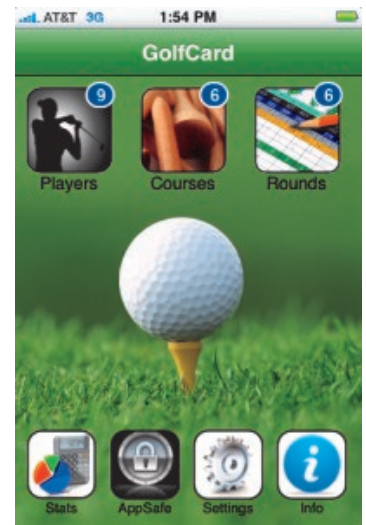 AT&T 3G 1:54 PM
GolfCard
9 6 6
Players Courses Rounds
Stats AppSafe Settings Info